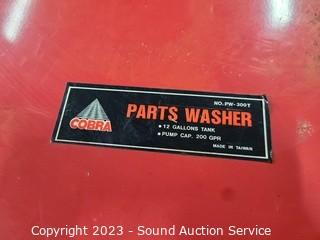 NO. PW-300T
PARTS WASHER
• 12 GALLONS TANK
• PUMP CAP. 200 GPR
COBRA
MADE IN TAIWAN
Copyright 2023 - Sound Auction Service